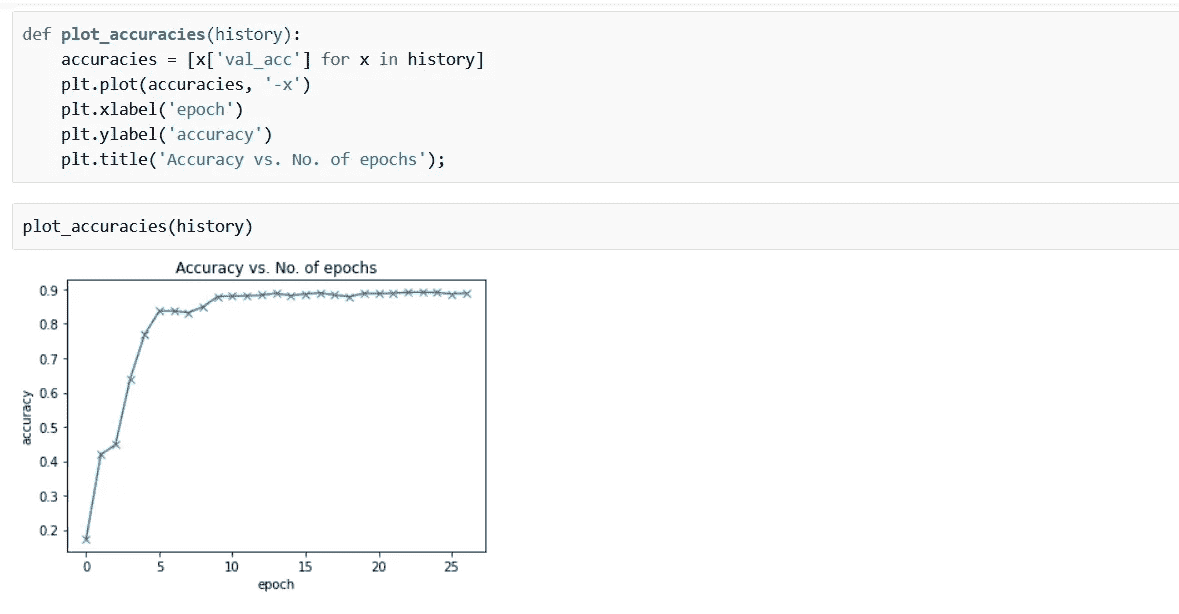 def plot_accuracies(history):
    accuracies = [x['val_acc'] for x in history]
    plt.plot(accuracies, '-x')
    plt.xlabel('epoch')
    plt.ylabel('accuracy')
    plt.title('Accuracy vs. No. of epochs');
plot_accuracies(history)
Accuracy vs. No. of epochs
0.9
0.8
0.7
0.6
0.5
0.4
0.3
0.2
accuracy
0 5 10 15 20 25
epoch